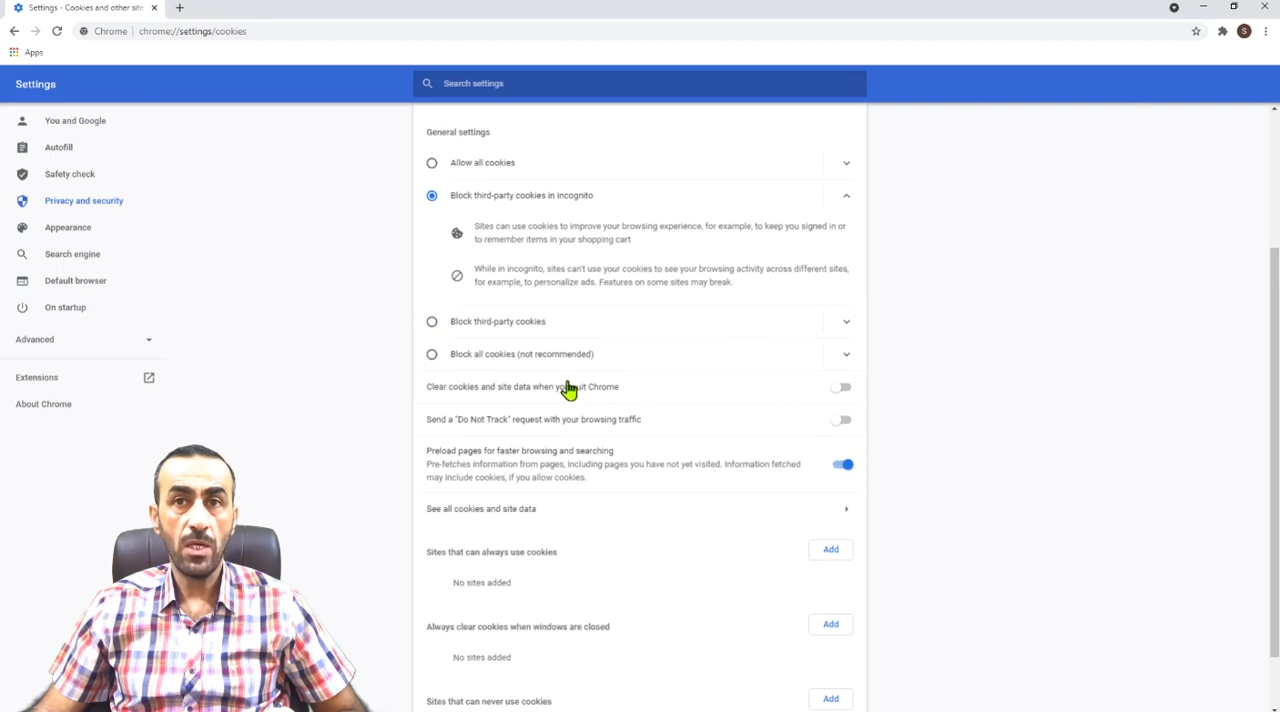 Settings - Cookies and other site
Chrome
chrome://settings/cookies
S
Apps
Settings
Search settings
You and Google
Autofill
Safety check
Privacy and security
Appearance
Search engine
Default browser
On startup
Advanced
Extensions
About Chrome
General settings
Allow all cookies
Block third-party cookies in Incognito
Sites can use cookies to improve your browsing experience, for example, to keep you signed in or
to remember items in your shopping cart
While in incognito, sites can't use your cookies to see your browsing activity across different sites,
for example, to personalize ads. Features on some sites may break.
Block third-party cookies
Block all cookies (not recommended)
Clear cookies and site data when you quit Chrome
Send a "Do Not Track" request with your browsing traffic
Preload pages for faster browsing and searching
Pre-fetches information from pages, including pages you have not yet visited. Information fetched
may include cookies, if you allow cookies.
See all cookies and site data
Sites that can always use cookies
Add
No sites added
Always clear cookies when windows are closed
Add
No sites added
Sites that can never use cookies
Add